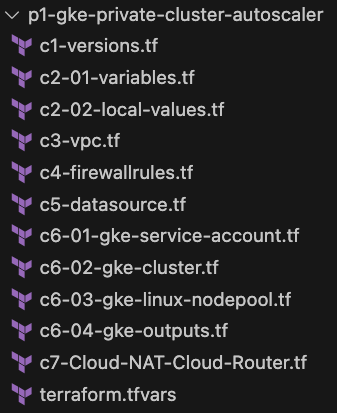 p1-gke-private-cluster-autoscaler
c1-versions.tf
c2-01-variables.tf
c2-02-local-values.tf
c3-vpc.tf
c4-firewallrules.tf
c5-datasource.tf
c6-01-gke-service-account.tf
c6-02-gke-cluster.tf
c6-03-gke-linux-nodepool.tf
c6-04-gke-outputs.tf
c7-Cloud-NAT-Cloud-Router.tf
terraform.tfvars